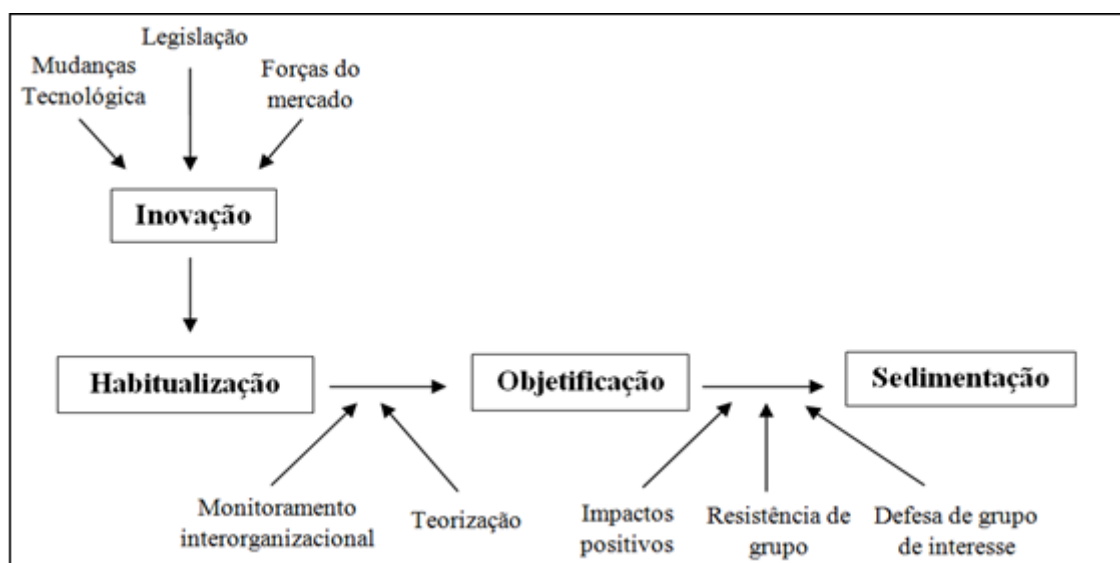 Legislação
Mudanças
Tecnológica
Forças do
mercado
Inovação
Habitualização
Objetificação
Sedimentação
Monitoramento
interorganizacional
Teorização
Impactos
positivos
Resistência de
grupo
Defesa de grupo
de interesse